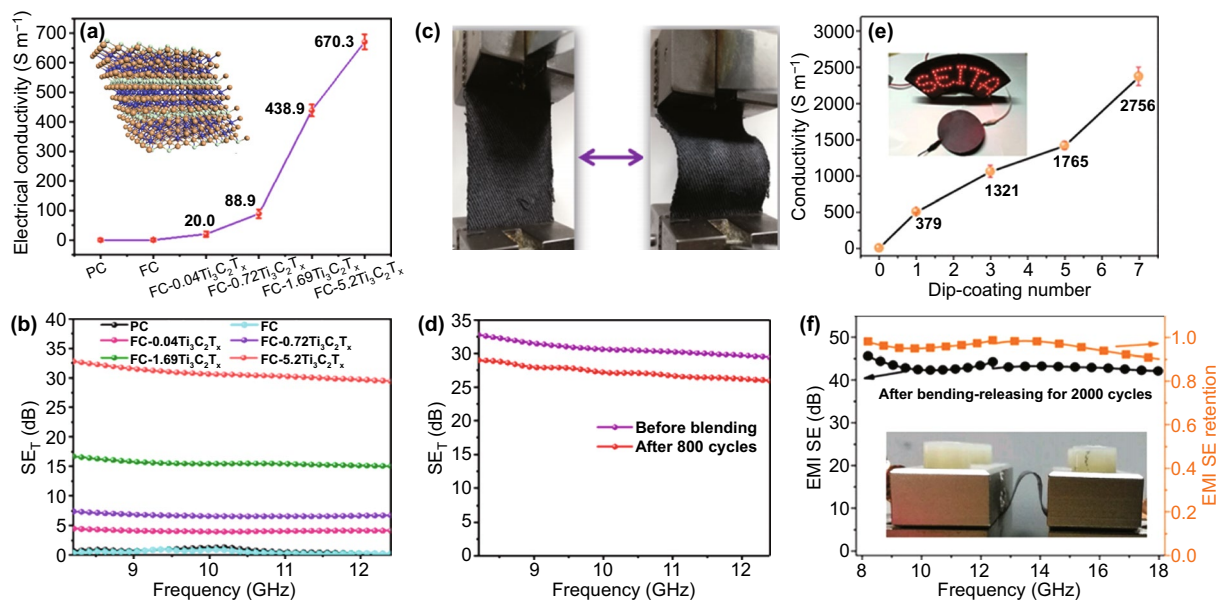 (a)
Electrical conductivity (S m⁻¹)
700
600
500
400
300
200
100
0
20.0
88.9
438.9
670.3
PC
FC
FC-0.04Ti₃C₂Tₓ
FC-0.72Ti₃C₂Tₓ
FC-1.69Ti₃C₂Tₓ
FC-5.2Ti₃C₂Tₓ
(c)
(e)
Conductivity (S m⁻¹)
3000
2500
2000
1500
1000
500
0
SEITA
379
1321
1765
2756
0 1 2 3 4 5 6 7
Dip-coating number
(b)
SE_T (dB)
40
35
30
25
20
15
10
5
0
PC FC
FC-0.04Ti₃C₂Tₓ FC-0.72Ti₃C₂Tₓ
FC-1.69Ti₃C₂Tₓ FC-5.2Ti₃CTₓ
9 10 11 12
Frequency (GHz)
(d)
SE_T (dB)
35
30
25
20
15
10
5
0
Before blending
After 800 cycles
9 10 11 12
Frequency (GHz)
(f)
EMI SE (dB)
50
40
30
20
10
0
After bending-releasing for 2000 cycles
EMI SE retention
1.0
0.8
0.6
0.4
0.2
0.0
8 10 12 14 16 18
Frequency (GHz)